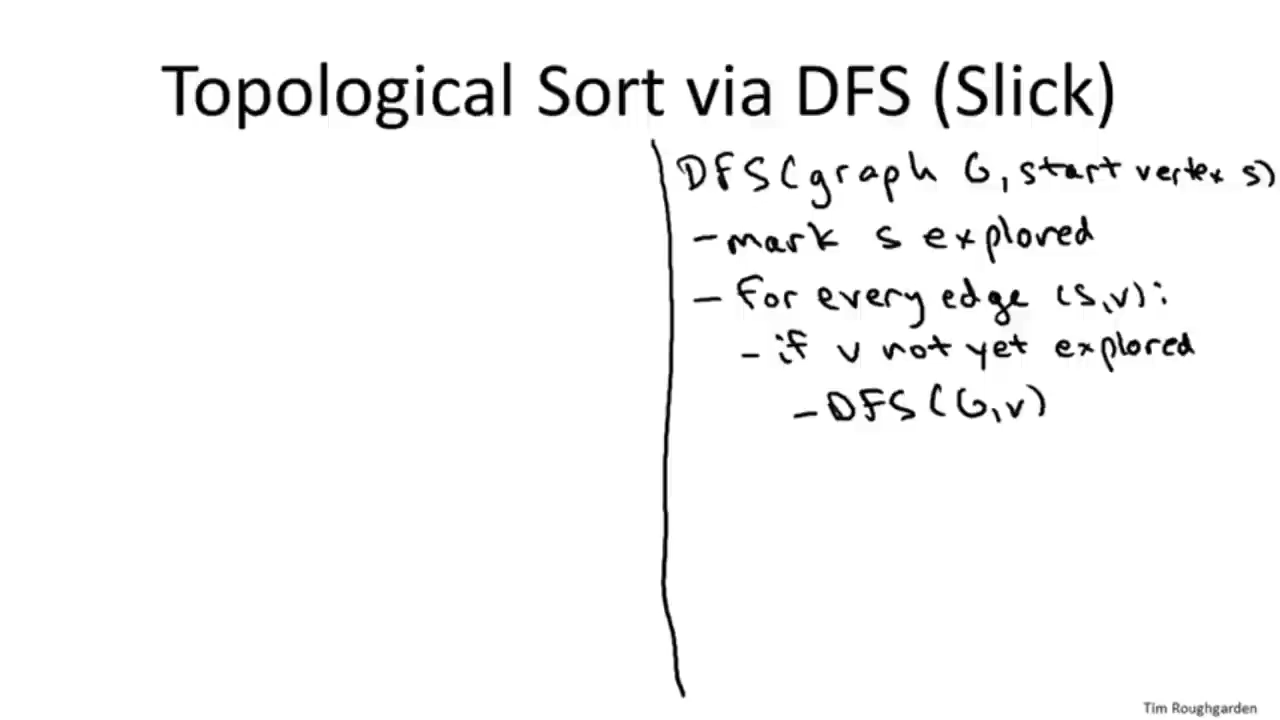 Topological Sort via DFS (Slick)
DFS(graph G, start vertex s)
- mark s explored
- for every edge (s,v):
- if v not yet explored
- DFS(G,v)
Tim Roughgarden